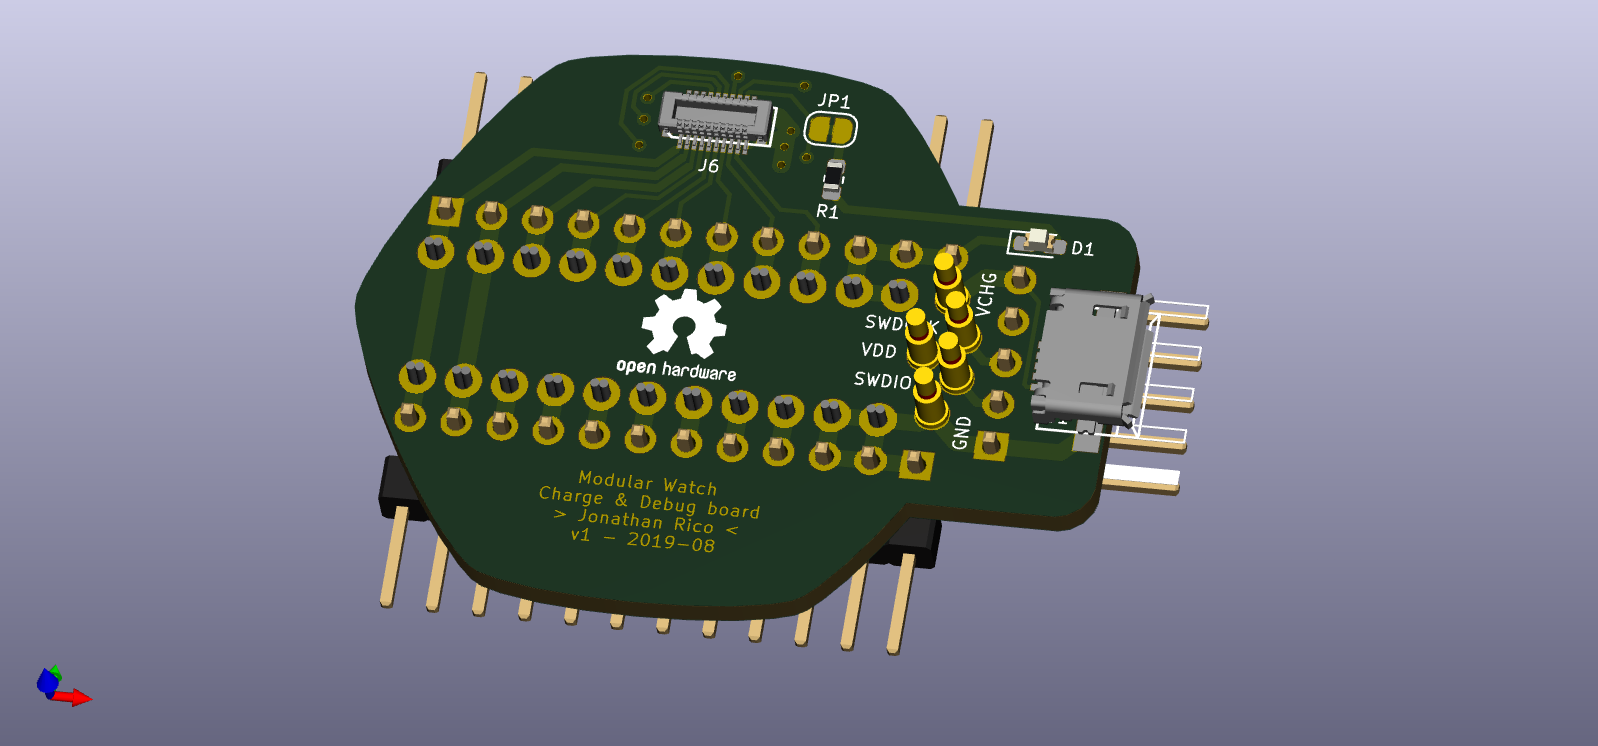 JP1
J6
R1
D1
VCHG
VDD
SWDIO
GND
open hardware
Modular Watch
Charge & Debug board
> Jonathan Rico <
v1 - 2019-08